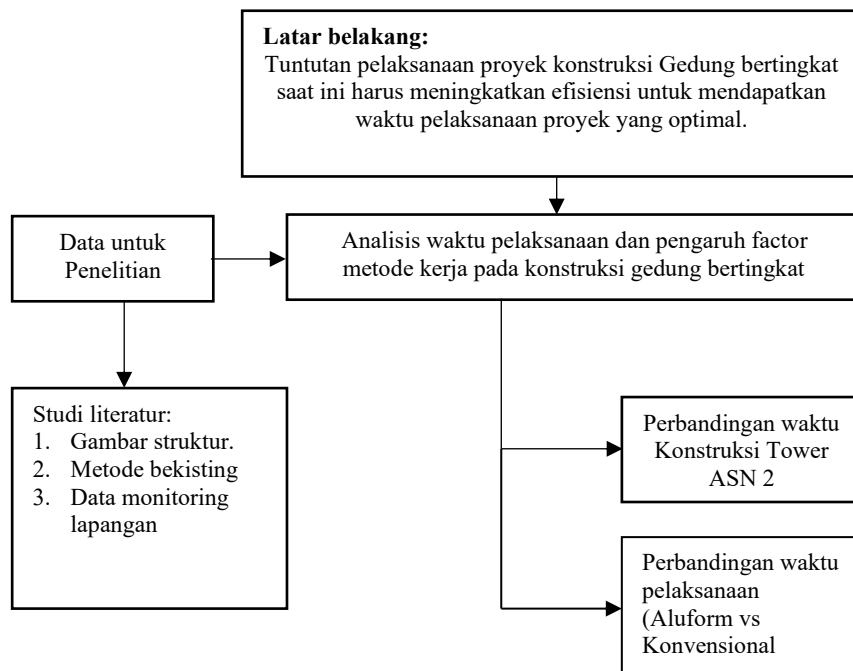 Latar belakang:
Tuntutan pelaksanaan proyek konstruksi Gedung bertingkat
saat ini harus meningkatkan efisiensi untuk mendapatkan
waktu pelaksanaan proyek yang optimal.
Data untuk
Penelitian
Analisis waktu pelaksanaan dan pengaruh factor
metode kerja pada konstruksi gedung bertingkat
Studi literatur:
1. Gambar struktur.
2. Metode bekisting
3. Data monitoring
lapangan
Perbandingan waktu
Konstruksi Tower
ASN 2
Perbandingan waktu
pelaksanaan
(Aluform vs
Konvensional